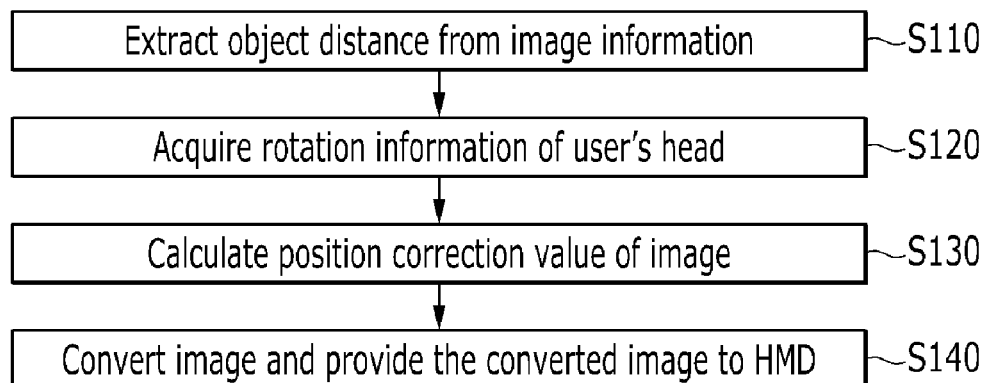 Extract object distance from image information S110
Acquire rotation information of user's head S120
Calculate position correction value of image S130
Convert image and provide the converted image to HMD S140